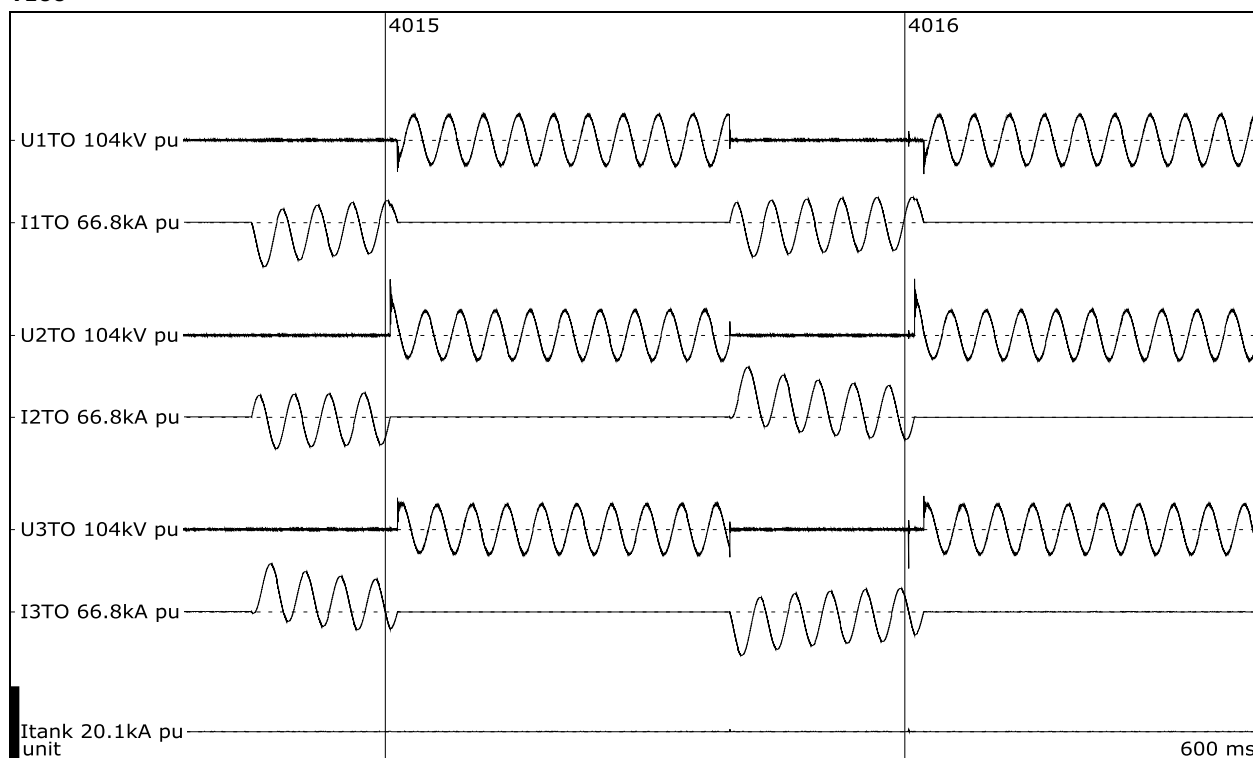 4015
4016
U1TO 104kV pu
I1TO 66.8kA pu
U2TO 104kV pu
I2TO 66.8kA pu
U3TO 104kV pu
I3TO 66.8kA pu
Itank 20.1kA pu
unit
600 ms